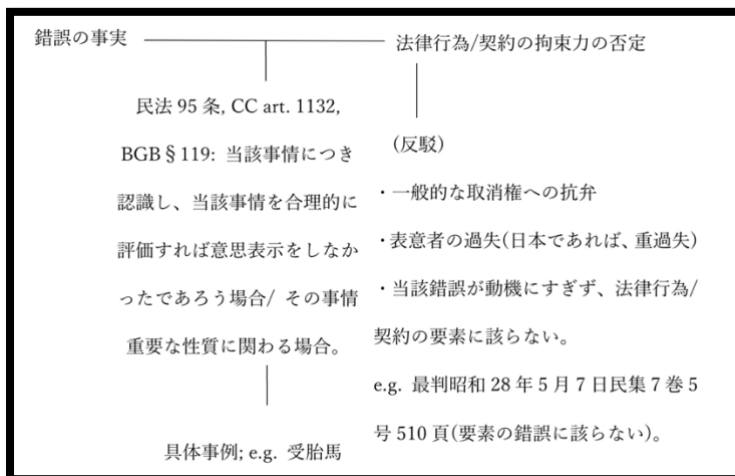 錯誤の事実
法律行為/契約の拘束力の否定
民法 95 条, CC art. 1132,
BGB§119: 当該事情につき
認識し、当該事情を合理的に
評価すれば意思表示をしなか
ったであろう場合/ その事情
重要な性質に関わる場合。
具体事例; e.g. 受胎馬
(反駁)
・一般的な取消権への抗弁
・表意者の過失(日本であれば、重過失)
・当該錯誤が動機にすぎず、法律行為/
契約の要素に該らない。
e.g. 最判昭和 28 年 5 月 7 日民集 7 巻 5
号 510 頁(要素の錯誤に該らない)。